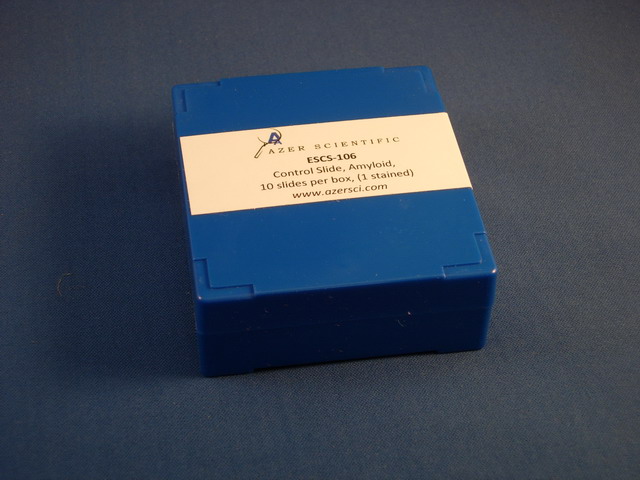 AZER SCIENTIFIC
ESCS-106
Control Slide, Amyloid,
10 slides per box, (1 stained)
www.azersci.com